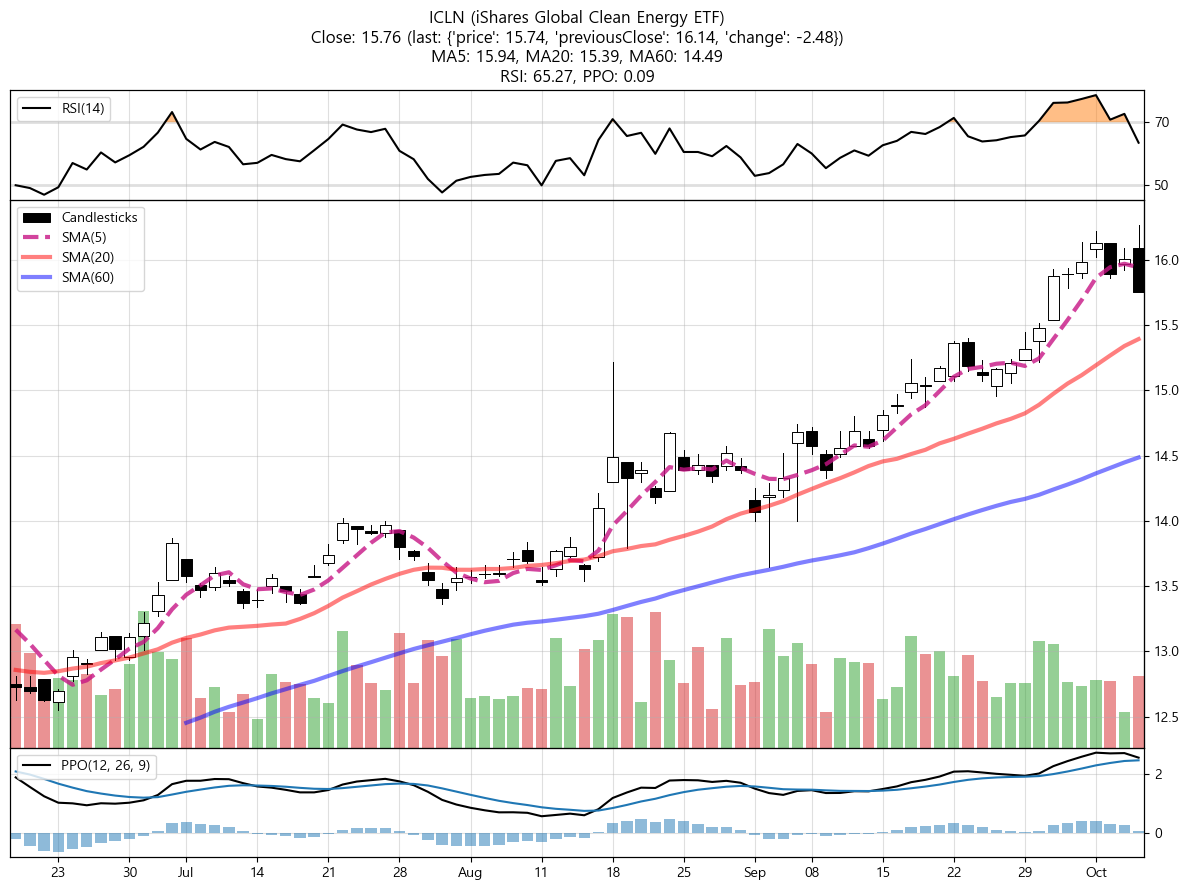 ICLN (iShares Global Clean Energy ETF)
Close: 15.76 (last: {'price': 15.74, 'previousClose': 16.14, 'change': -2.48})
MA5: 15.94, MA20: 15.39, MA60: 14.49
RSI: 65.27, PPO: 0.09
RSI(14)
70
50
Candlesticks
SMA(5)
SMA(20)
SMA(60)
16.0
15.5
15.0
14.5
14.0
13.5
13.0
12.5
PPO(12, 26, 9)
2
0
23 30 Jul 14 21 28 Aug 11 18 25 Sep 08 15 22 29 Oct